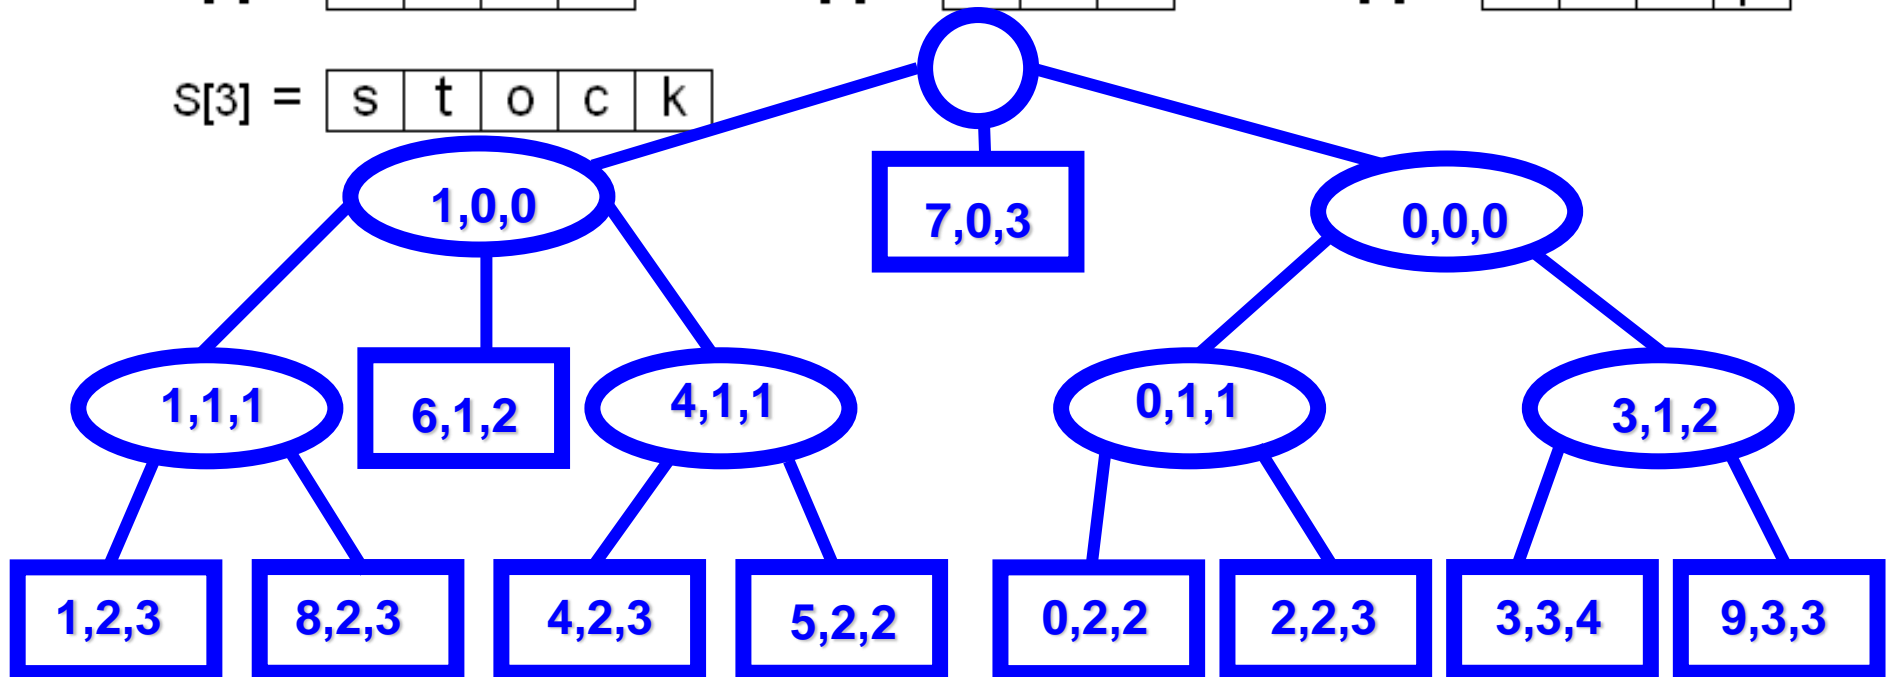 S[3] = s t o c k
1,0,0 7,0,3 0,0,0
1,1,1 6,1,2 4,1,1 0,1,1 3,1,2
1,2,3 8,2,3 4,2,3 5,2,2 0,2,2 2,2,3 3,3,4 9,3,3